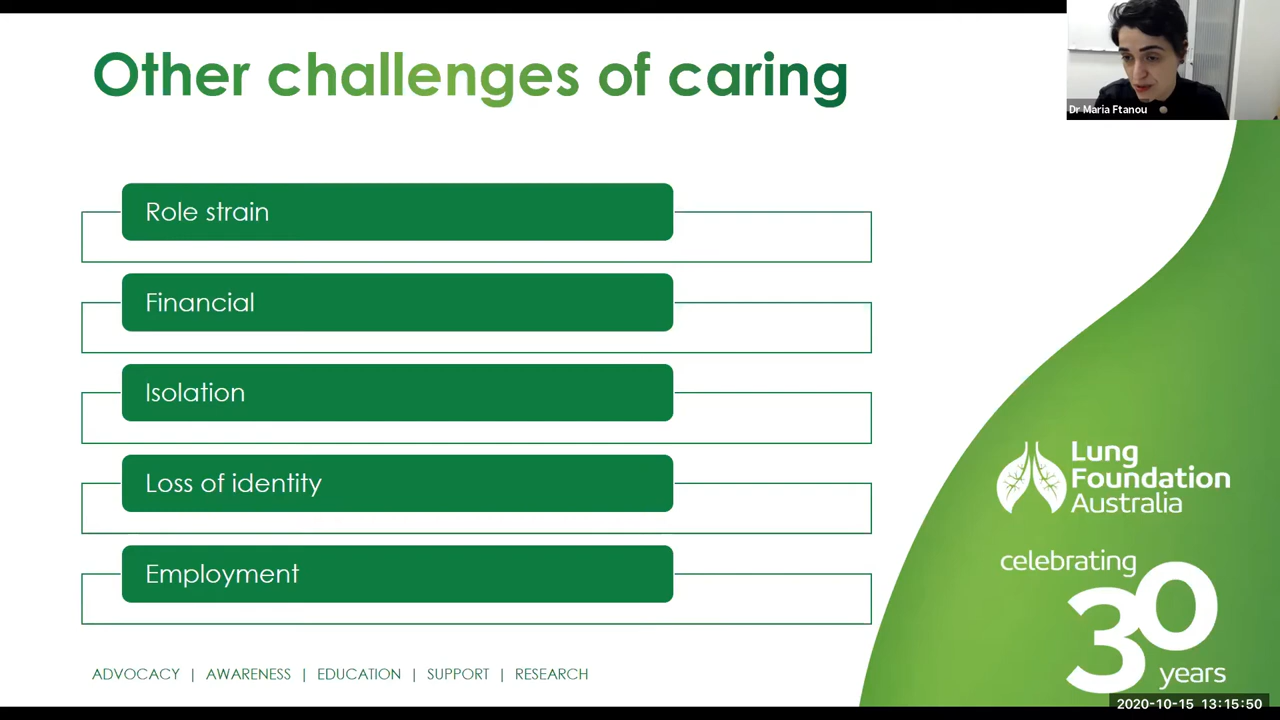 Other challenges of caring
Dr Maria Ftanou
Role strain
Financial
Isolation
Loss of identity
Employment
Lung
Foundation
Australia
celebrating
30
years
ADVOCACY | AWARENESS | EDUCATION | SUPPORT | RESEARCH
2020-10-15 13:15:50